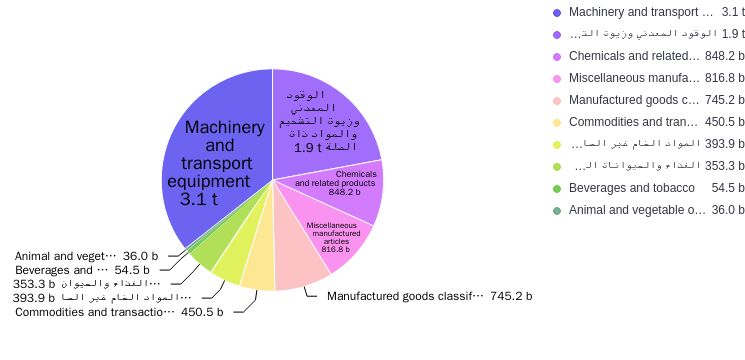 Machinery and transport ... 3.1 t
الوقود المعدني وزيوت الت... 1.9 t
Chemicals and related... 848.2 b
Miscellaneous manufa... 816.8 b
Manufactured goods c... 745.2 b
Commodities and tran... 450.5 b
المواد الخام غير الصا... 393.9 b
الغذاء والحيوانات الـ... 353.3 b
Beverages and tobacco 54.5 b
Animal and vegetable o... 36.0 b
الوقود
المعدني
وزيوت التشحيم
والمواد ذات
الصلة 1.9 t
Machinery
and
transport
equipment
3.1 t
Chemicals
and related products
848.2 b
Miscellaneous
manufactured
articles
816.8 b
Animal and veget… 36.0 b
Beverages and … 54.5 b
الغذاء والحيوان… 353.3 b
المواد الخام غير الصا… 393.9 b
Commodities and transactio… 450.5 b
Manufactured goods classif… 745.2 b